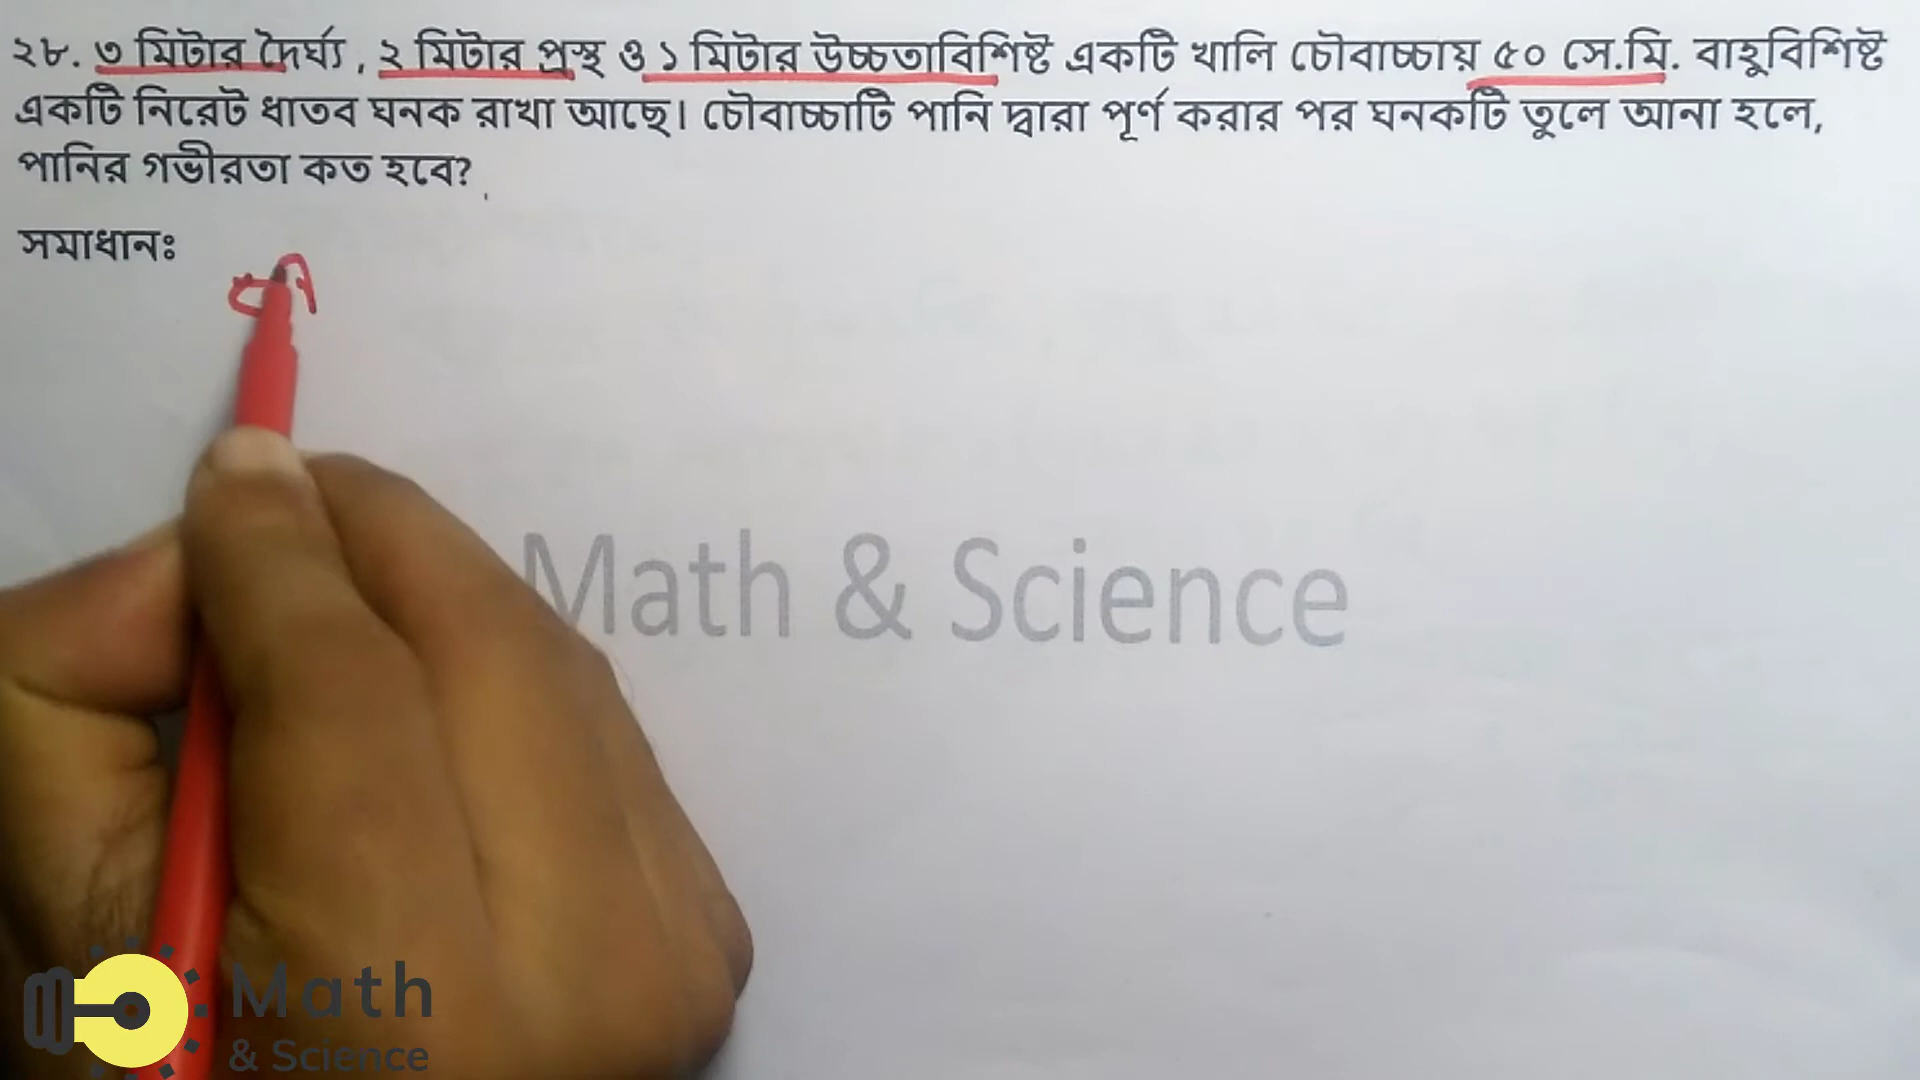 ২৮. ৩ মিটার দৈর্ঘ্য , ২ মিটার প্রস্থ ও ১ মিটার উচ্চতাবিশিষ্ট একটি খালি চৌবাচ্চায় ৫০ সে.মি. বাহুবিশিষ্ট
একটি নিরেট ধাতব ঘনক রাখা আছে। চৌবাচ্চাটি পানি দ্বারা পূর্ণ করার পর ঘনকটি তুলে আনা হলে,
পানির গভীরতা কত হবে?
সমাধানঃ
Math & Science
Math
& Science